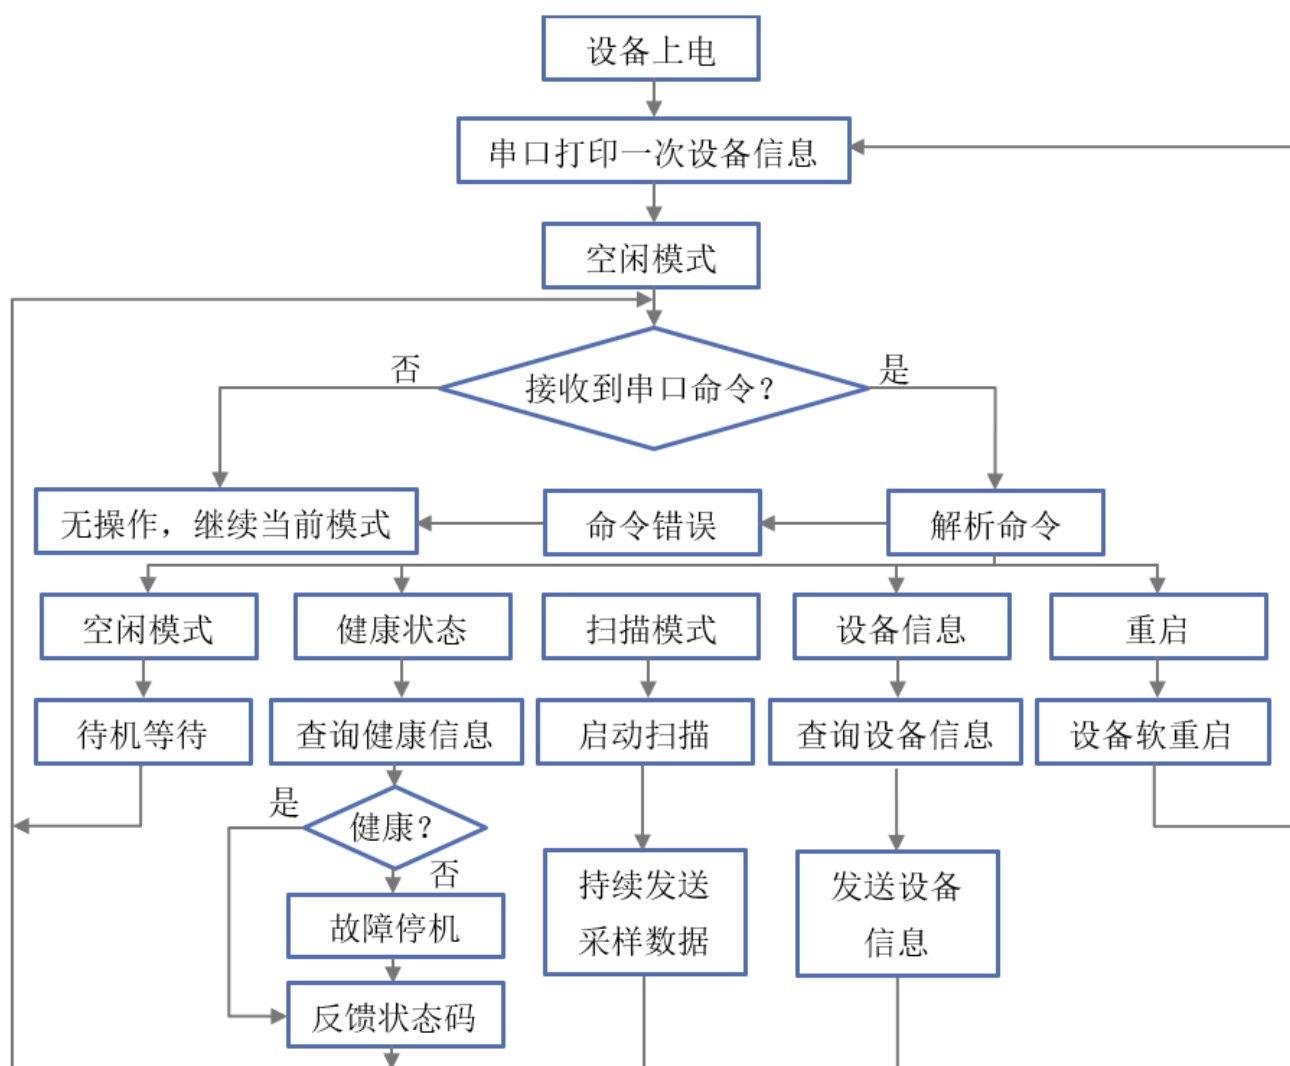 设备上电
串口打印一次设备信息
空闲模式
否
接收到串口命令？
是
无操作，继续当前模式
命令错误
解析命令
空闲模式
健康状态
扫描模式
设备信息
重启
待机等待
查询健康信息
启动扫描
查询设备信息
设备软重启
是
健康？
否
故障停机
持续发送
采样数据
发送设备
信息
反馈状态码